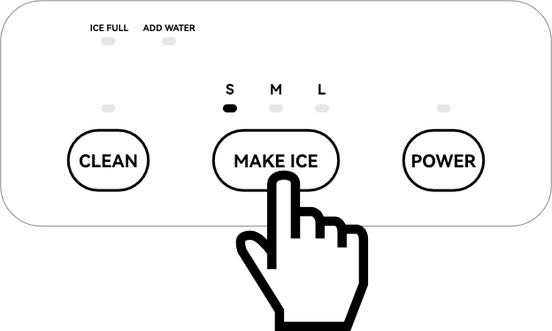 ICE FULL ADD WATER
S M L
CLEAN MAKE ICE POWER